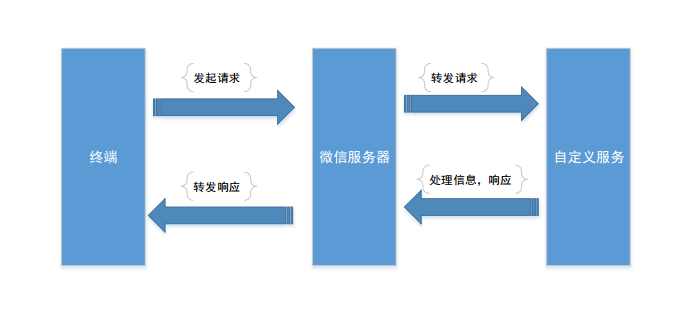 发起请求
转发请求
终端
微信服务器
自定义服务
转发响应
处理信息，响应